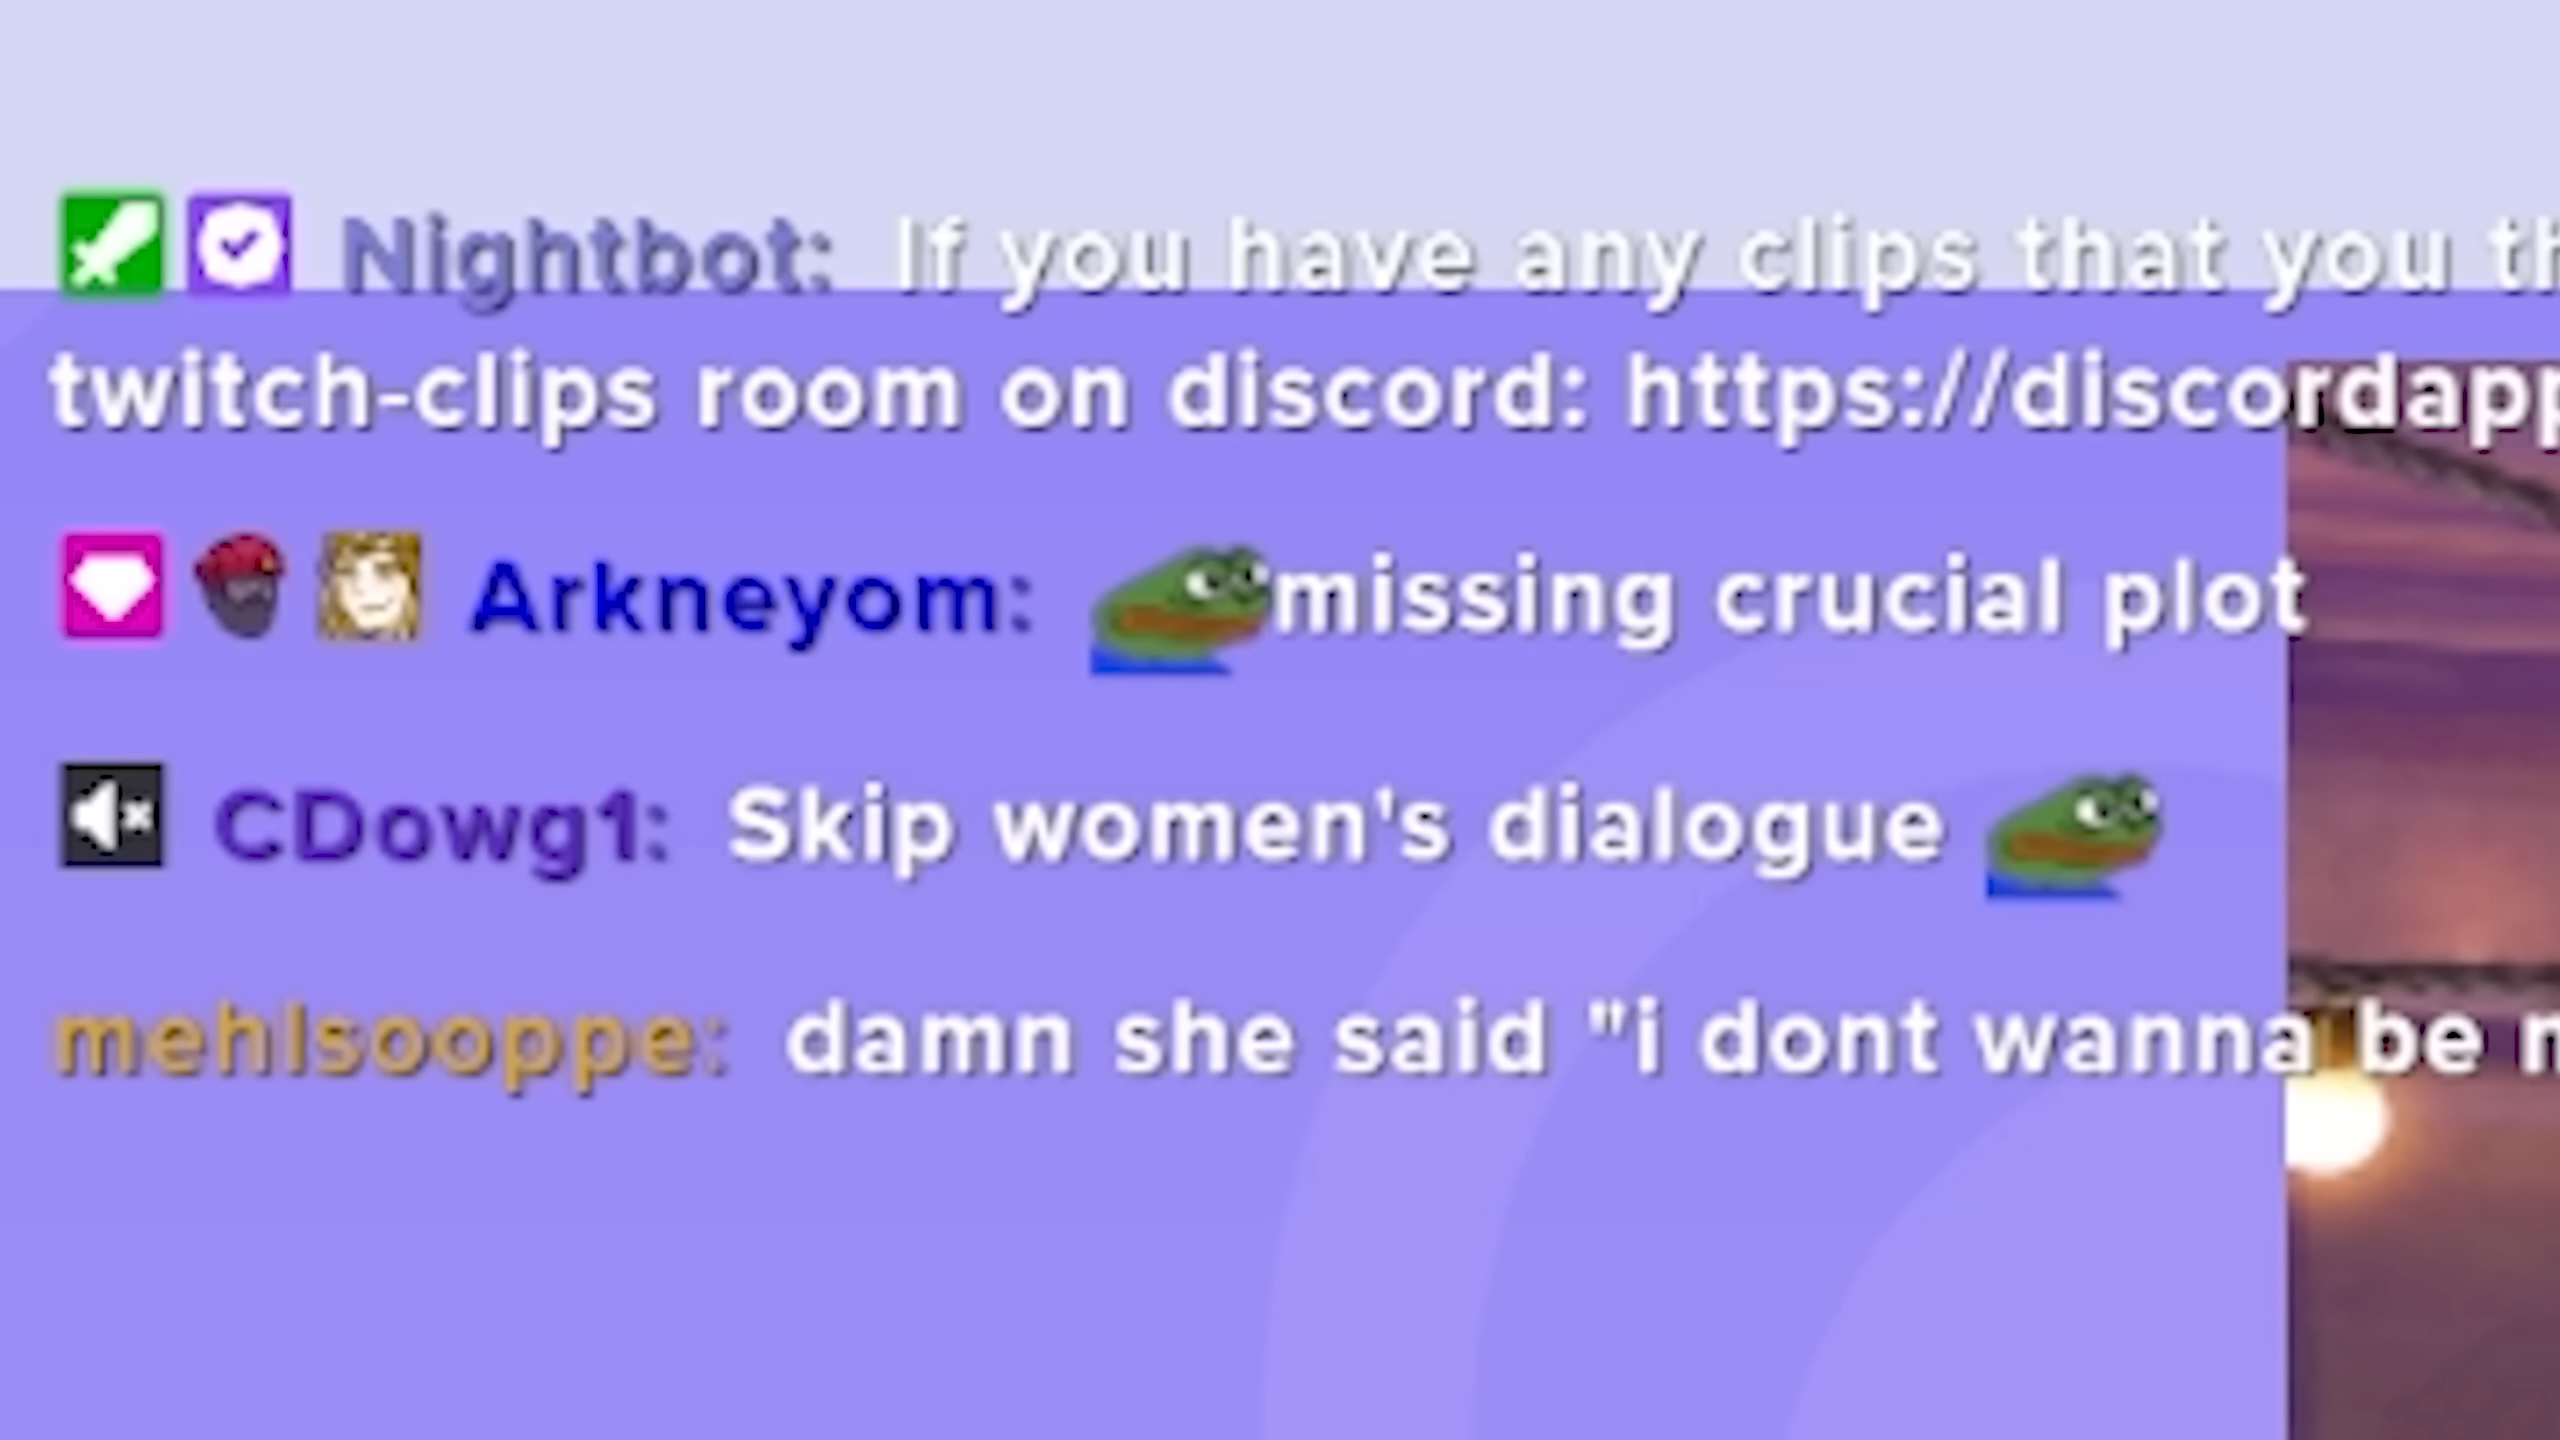 Nightbot: If you have any clips that you
twitch-clips room on discord: https://discordapp
Arkneyom: missing crucial plot
CDowg1: Skip women's dialogue
mehlsooppe: damn she said "i dont wanna be